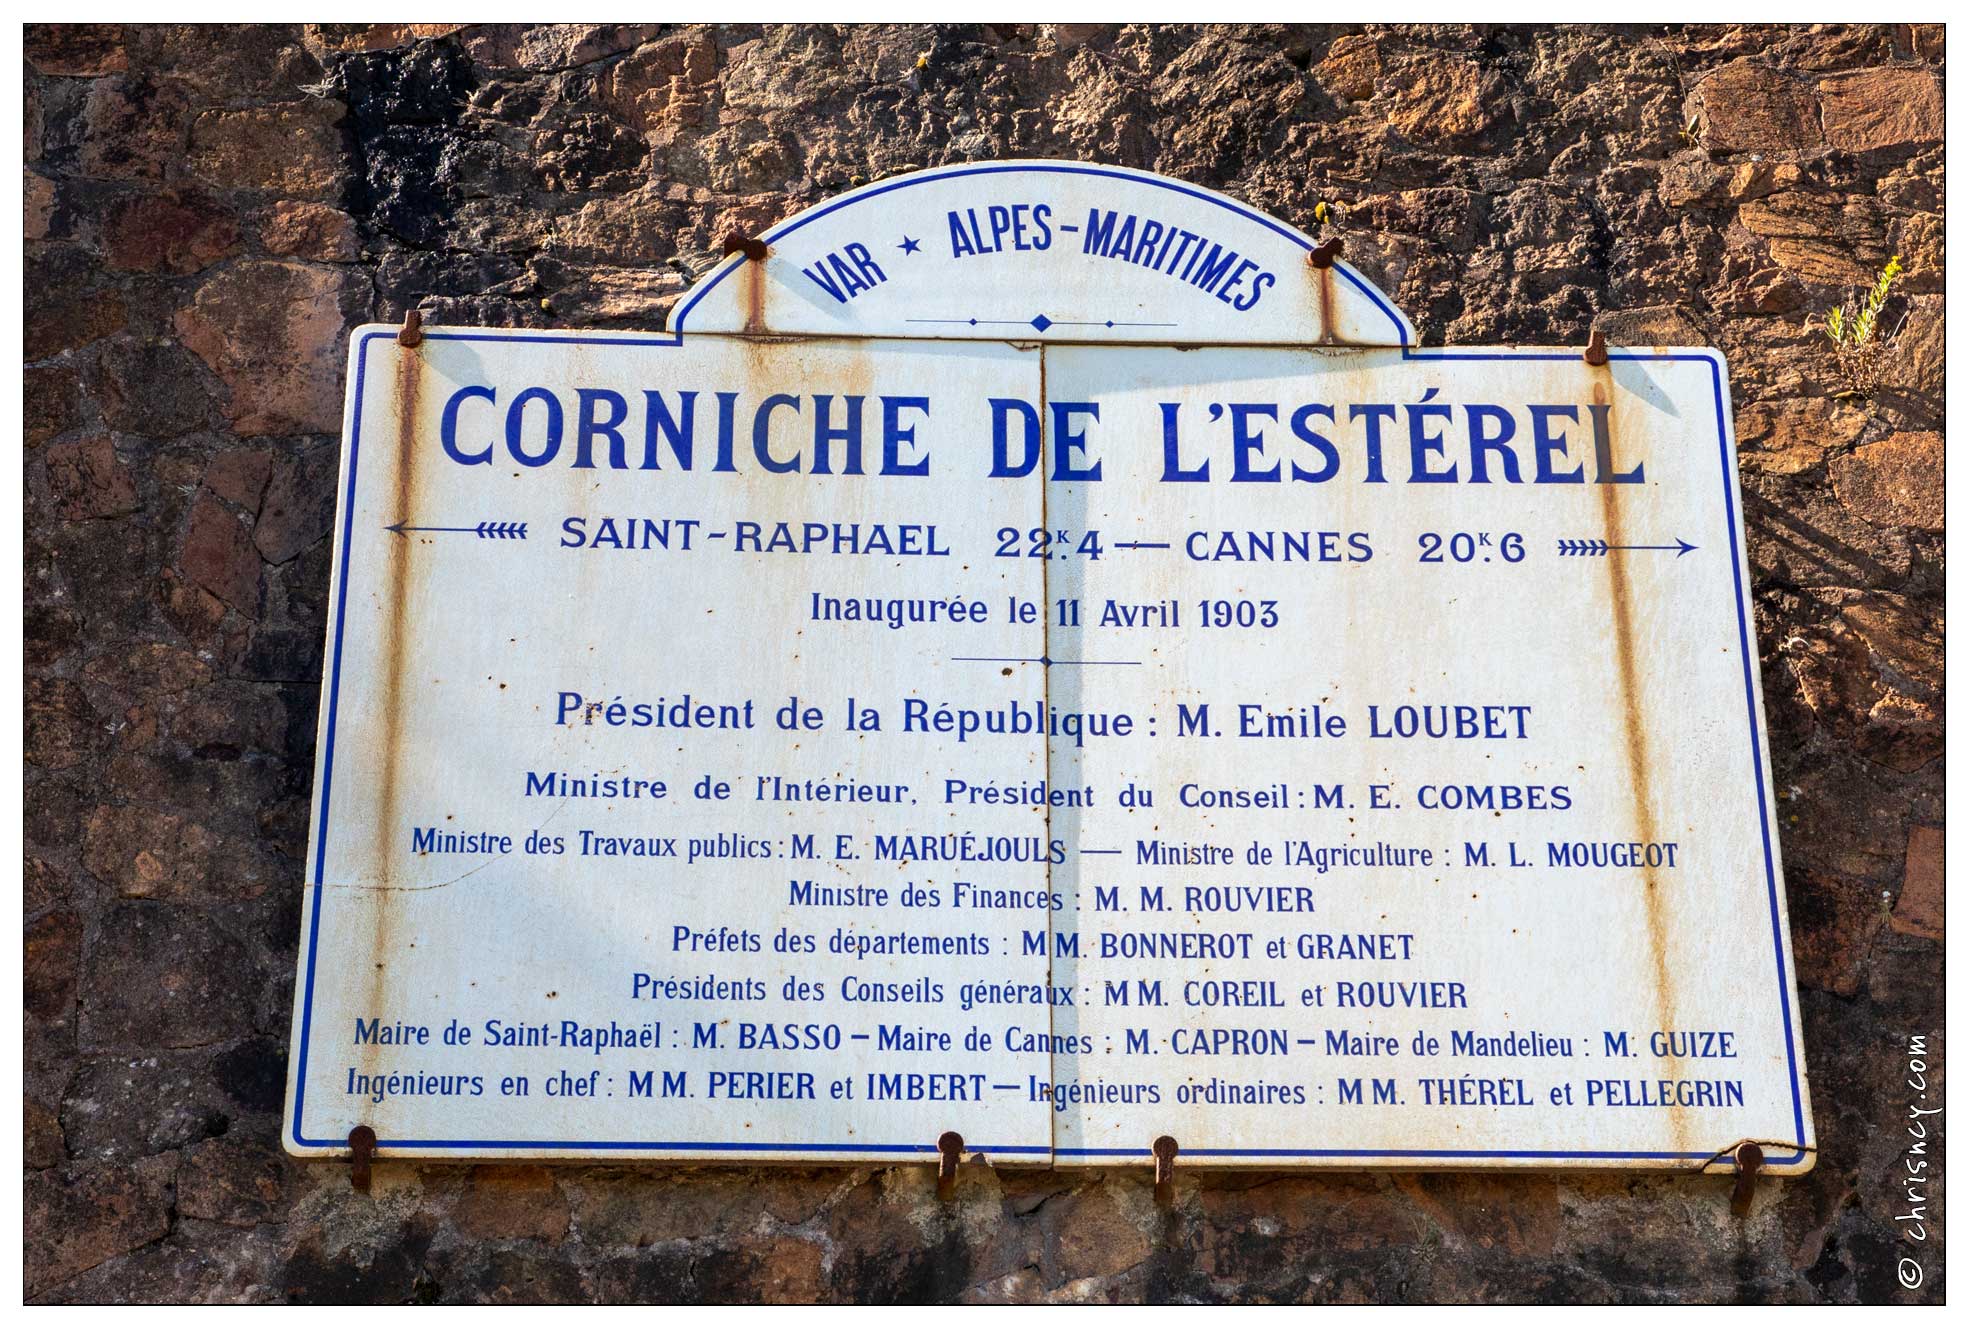 VAR ★ ALPES-MARITIMES
CORNICHE DE L'ESTÉREL
SAINT-RAPHAEL 22K.4 — CANNES 20K.6
Inaugurée le 11 Avril 1903
Président de la République : M. Emile LOUBET
Ministre de l'Intérieur, Président du Conseil : M. E. COMBES
Ministre des Travaux publics : M. E. MARUÉJOULS — Ministre de l'Agriculture : M. L. MOUGEOT
Ministre des Finances : M. M. ROUVIER
Préfets des départements : MM. BONNEROT et GRANET
Présidents des Conseils généraux : MM. COREIL et ROUVIER
Maire de Saint-Raphaël : M. BASSO — Maire de Cannes : M. CAPRON — Maire de Mandelieu : M. GUIZE
Ingénieurs en chef : MM. PERIER et IMBERT — Ingénieurs ordinaires : MM. THÉREL et PELLEGRIN
© chrisncy.com